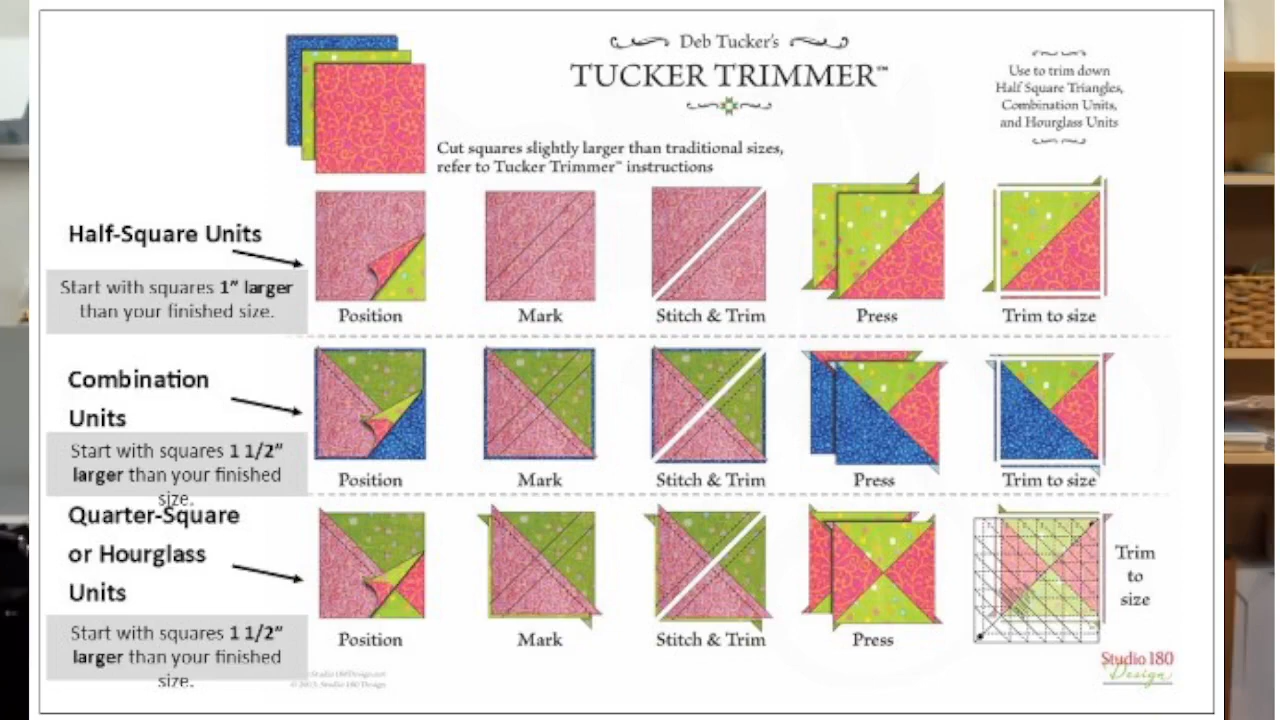 Deb Tucker's
TUCKER TRIMMER™
Use to trim down
Half Square Triangles,
Combination Units,
and Hourglass Units
Cut squares slightly larger than traditional sizes,
refer to Tucker Trimmer™ instructions
Half-Square Units
Start with squares 1” larger
than your finished size.
Position
Mark
Stitch & Trim
Press
Trim to size
Combination
Units
Start with squares 1 1/2”
larger than your finished
size.
Position
Mark
Stitch & Trim
Press
Trim to size
Quarter-Square
or Hourglass
Units
Start with squares 1 1/2”
larger than your finished
size.
Position
Mark
Stitch & Trim
Press
Trim
to
size
Studio 180
Design